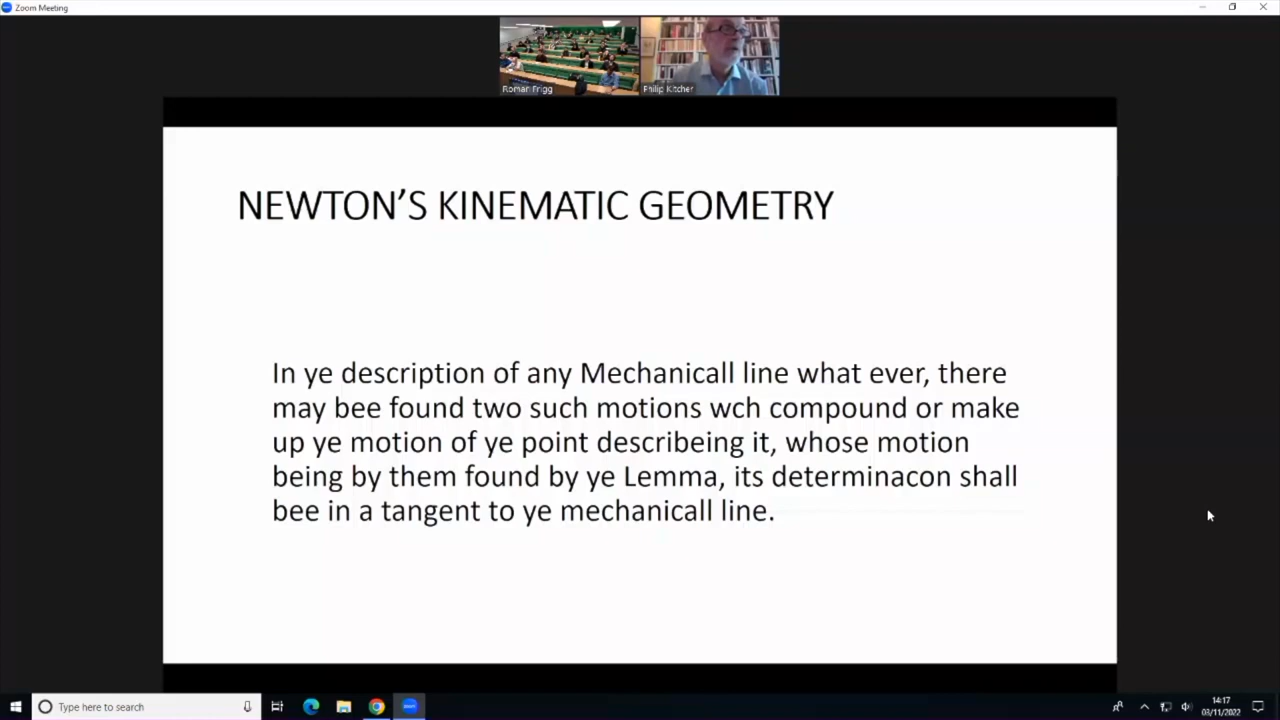 Zoom Meeting
Roman Frigg
Philip Kitcher
NEWTON’S KINEMATIC GEOMETRY
In ye description of any Mechanicall line what ever, there
may bee found two such motions wch compound or make
up ye motion of ye point describeing it, whose motion
being by them found by ye Lemma, its determinacon shall
bee in a tangent to ye mechanicall line.
Type here to search
14:17
03/11/2022